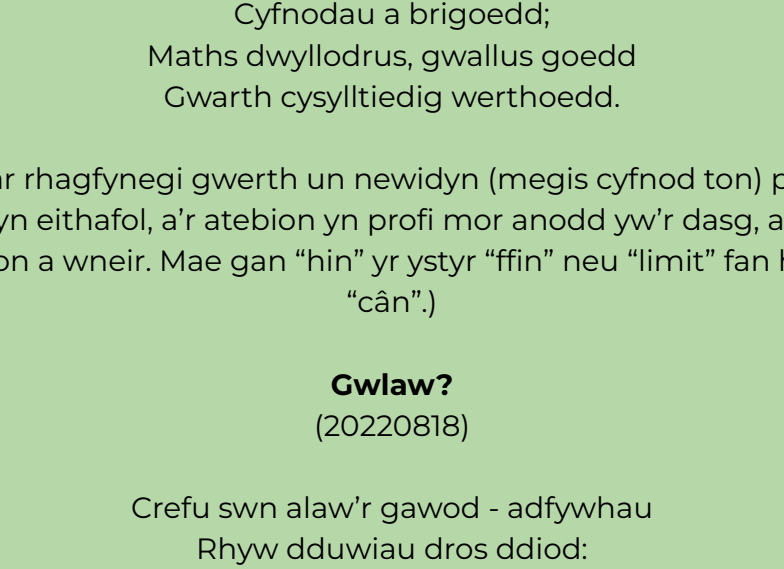 Cyfnodau a brigoedd;
Maths dwyllodrus, gwallus goedd
Gwarth cysylltiedig werthoedd.
rhagfynegi gwerth un newidyn (megis cyfnod ton)
yn eithafol, a’r atebion yn profi mor anodd yw’r dasg,
a wneir. Mae gan “hin” yr ystyr “ffin” neu “limit” fan
“cân”.)
Gwlaw?
(20220818)
Crefu swn alaw’r gawod - adfywhau
Rhyw dduwiau dros ddiod: